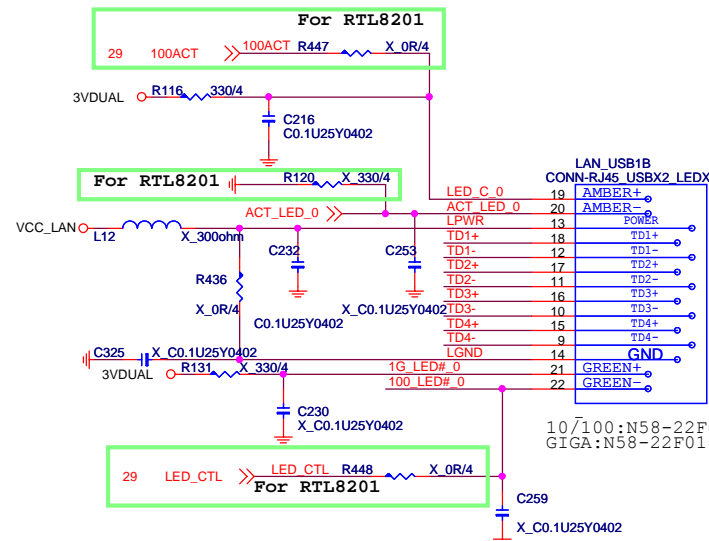 For RTL8201
29 100ACT 100ACT R447 X_0R/4
3VDUAL R116 330/4
C216
C0.1U25Y0402
LAN_USB1B
CONN-RJ45_USBX2_LEDX
For RTL8201 R120 X_330/4
LED_C_0 19 AMBER+
ACT_LED_0 ACT_LED_0 20 AMBER-
VCC_LAN LPWR 13 POWER
L12 X_300ohm
TD1+ 18 TD1+
TD1- 12 TD1-
C232 C253
TD2+ 17 TD2+
TD2- 11 TD2-
R436
TD3+ 16 TD3+
X_0R/4 X_C0.1U25Y0402
TD3- 10 TD3-
C0.1U25Y0402
TD4+ 15 TD4+
TD4- 9 TD4-
C325 X_C0.1U25Y0402 LGND 14 GND
3VDUAL R131 X_330/4 1G_LED#_0 21 GREEN+
100_LED#_0 22 GREEN-
C230
X_C0.1U25Y0402
10/100:N58-22F
GIGA:N58-22F01
29 LED_CTL LED_CTL R448 X_0R/4
For RTL8201
C259
X_C0.1U25Y0402